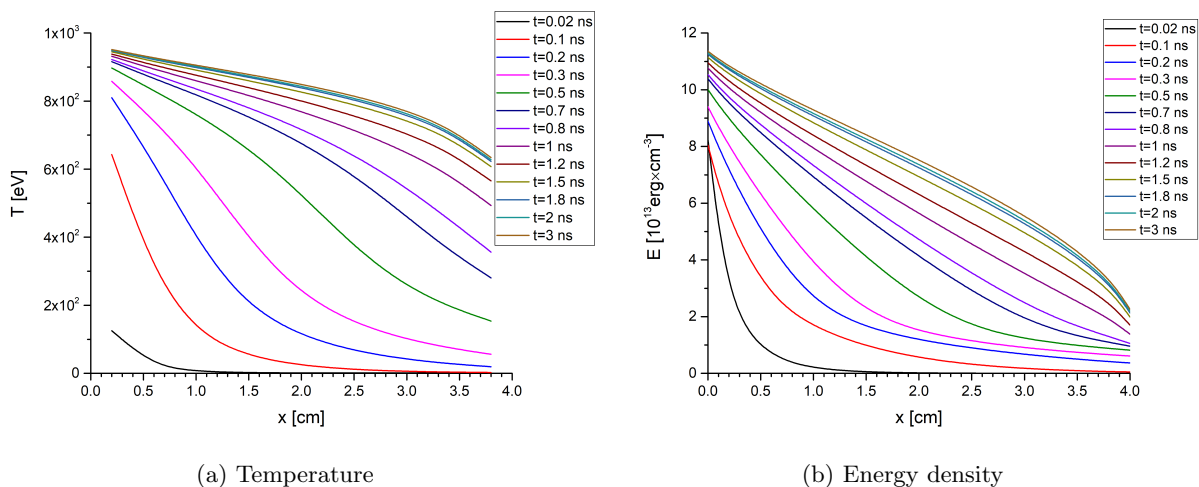 t=0.02 ns
t=0.1 ns
t=0.2 ns
t=0.3 ns
t=0.5 ns
t=0.7 ns
t=0.8 ns
t=1 ns
t=1.2 ns
t=1.5 ns
t=1.8 ns
t=2 ns
t=3 ns
1x10³
8x10²
6x10²
4x10²
2x10²
0
T [eV]
0.0 0.5 1.0 1.5 2.0 2.5 3.0 3.5 4.0
x [cm]
(a) Temperature
t=0.02 ns
t=0.1 ns
t=0.2 ns
t=0.3 ns
t=0.5 ns
t=0.7 ns
t=0.8 ns
t=1 ns
t=1.2 ns
t=1.5 ns
t=1.8 ns
t=2 ns
t=3 ns
12
10
8
6
4
2
0
E [10¹³erg×cm⁻³]
0.0 0.5 1.0 1.5 2.0 2.5 3.0 3.5 4.0
x [cm]
(b) Energy density